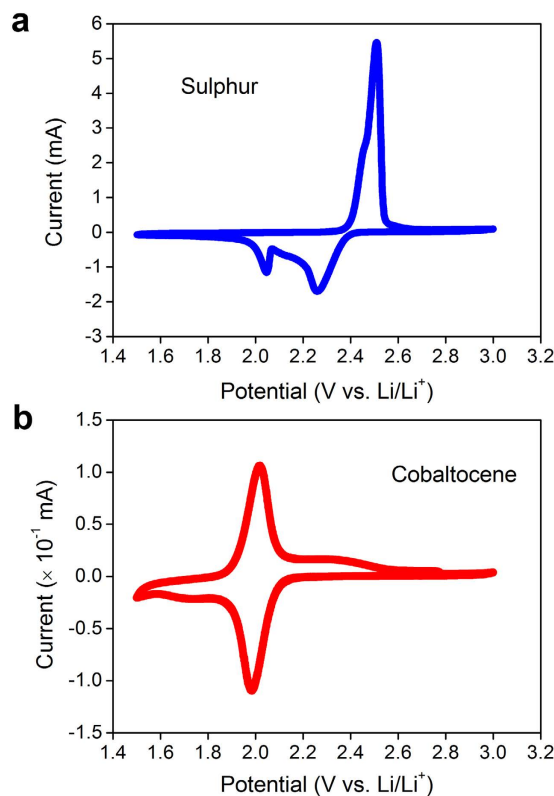 a
6
5
4
3
2
1
0
-1
-2
-3
Current (mA)
Sulphur
1.4 1.6 1.8 2.0 2.2 2.4 2.6 2.8 3.0 3.2
Potential (V vs. Li/Li⁺)
b
1.5
1.0
0.5
0.0
-0.5
-1.0
-1.5
Current (× 10⁻¹ mA)
Cobaltocene
1.4 1.6 1.8 2.0 2.2 2.4 2.6 2.8 3.0 3.2
Potential (V vs. Li/Li⁺)